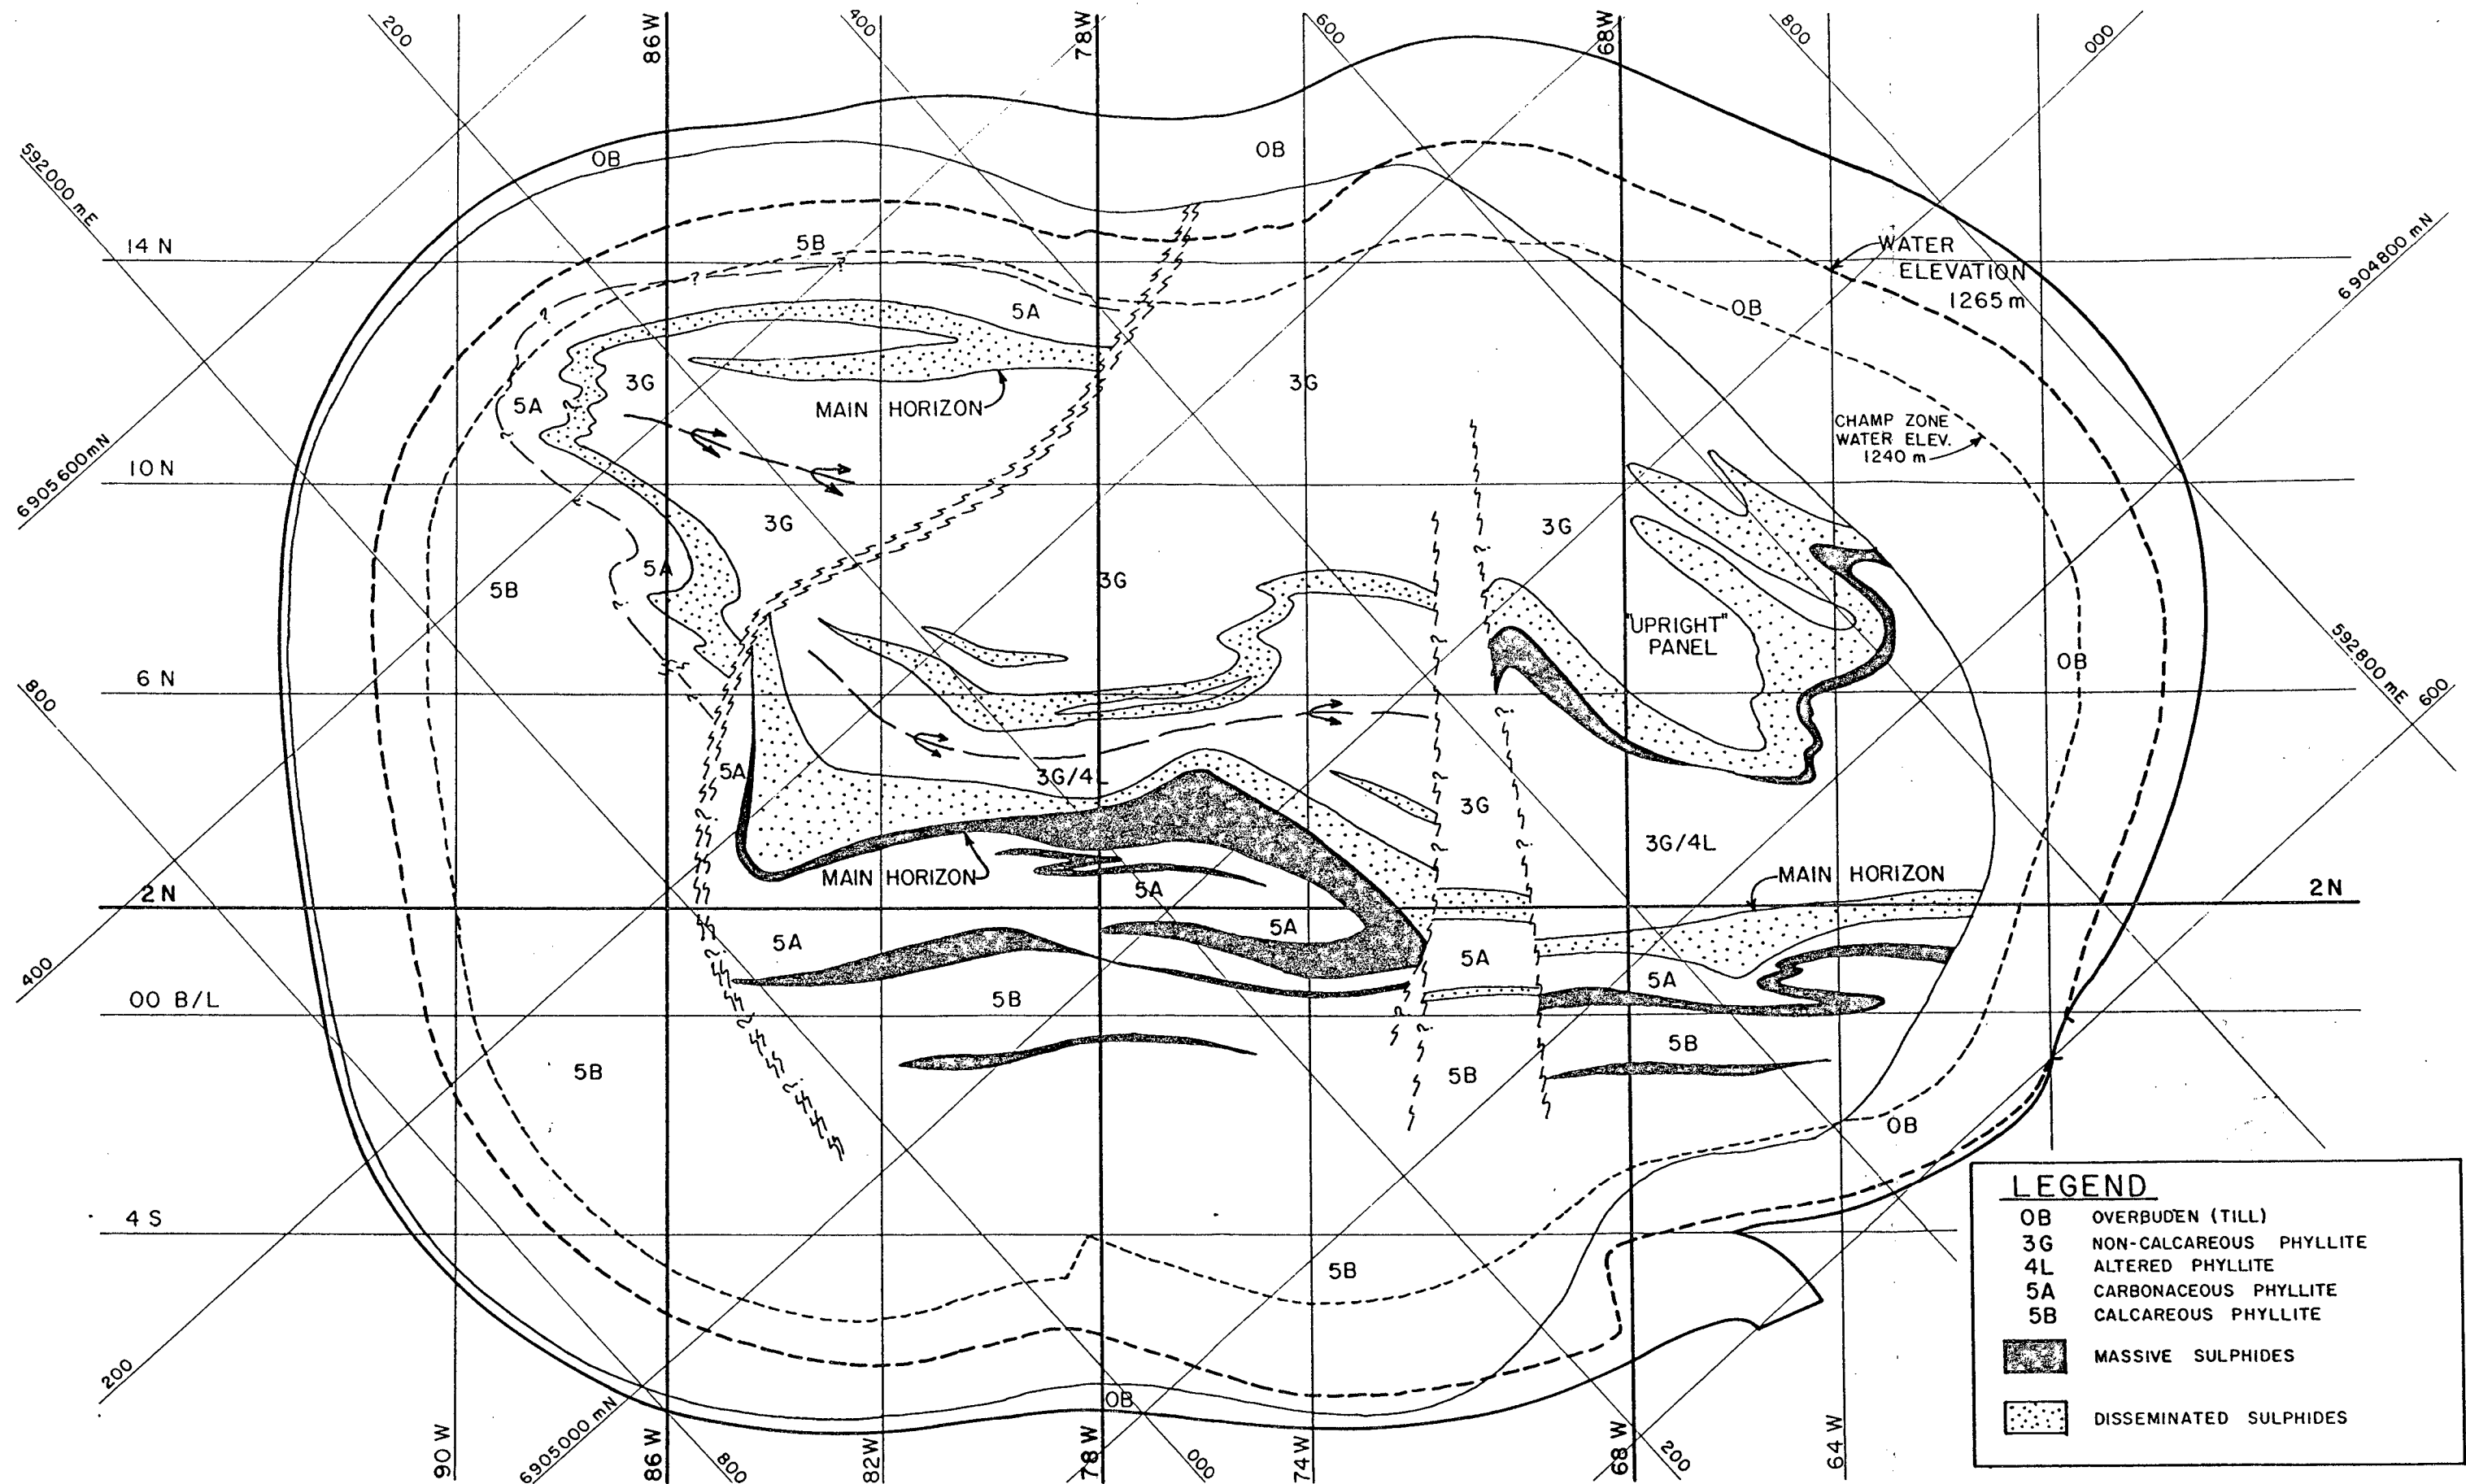 200
86W
400
78W
600
68W
800
000
592000 mE
OB
OB
14 N
5B
WATER
ELEVATION
1265 m
6904800 mN
5A
OB
3G
3G
5A
MAIN HORIZON
CHAMP ZONE
WATER ELEV.
1240 m
6905600mN
10 N
3G
3G
5A
5B
3G
"UPRIGHT"
PANEL
OB
592800 mE
6 N
800
600
5A
3G/4L
3G
3G/4L
MAIN HORIZON
MAIN HORIZON
5A
2 N
2N
5A
5A
5A
5A
400
00 B/L
5B
5B
5B
5B
OB
4 S
5B
OB
200
90 W
6905000 mN
86 W
800
82W
78W
000
74W
68W
200
64 W
LEGEND
OB OVERBUDEN (TILL)
3G NON-CALCAREOUS PHYLLITE
4L ALTERED PHYLLITE
5A CARBONACEOUS PHYLLITE
5B CALCAREOUS PHYLLITE
MASSIVE SULPHIDES
DISSEMINATED SULPHIDES